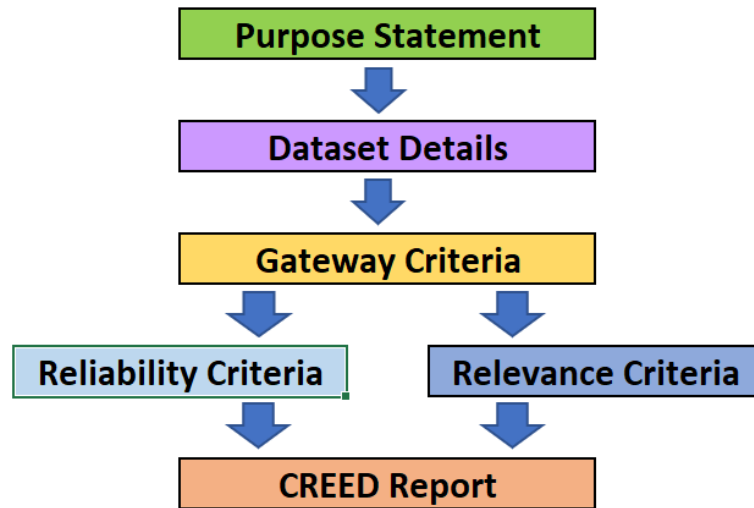 Purpose Statement
Dataset Details
Gateway Criteria
Reliability Criteria
Relevance Criteria
CREED Report